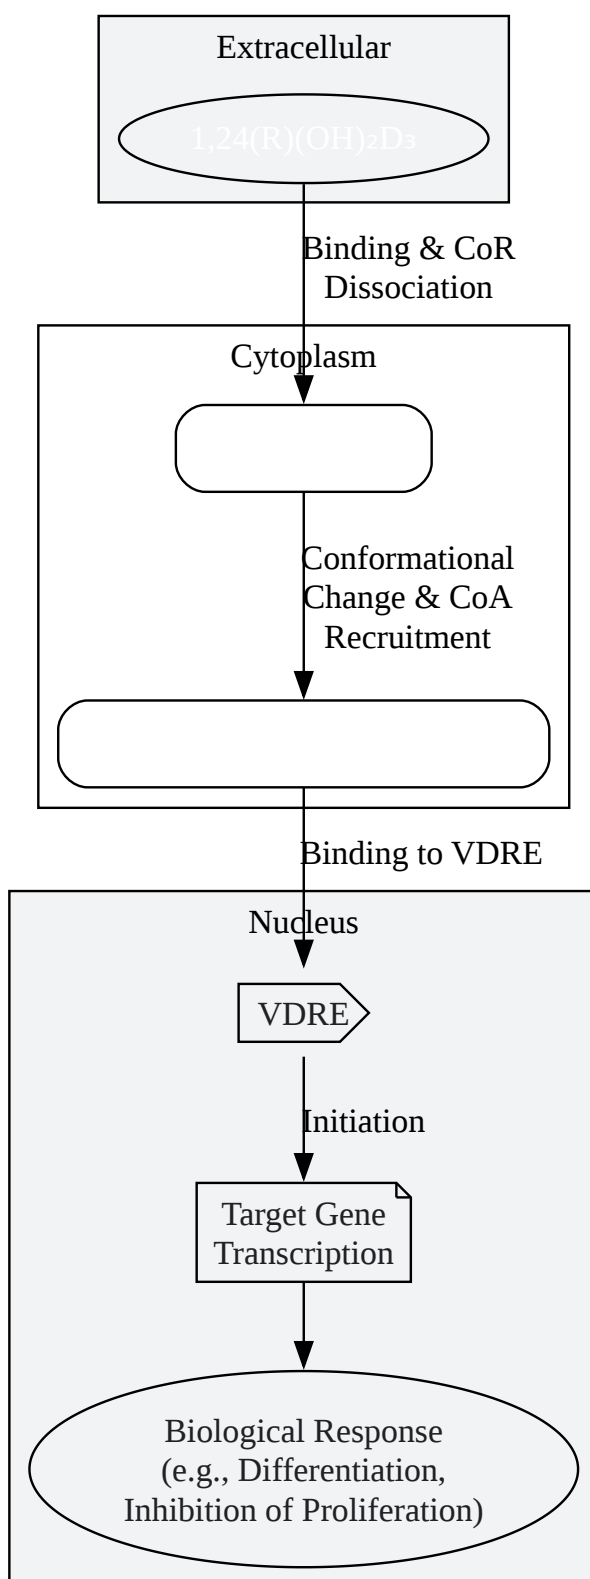 Extracellular
1,24(R)(OH)₂D₃
Binding & CoR
Dissociation
Cytoplasm
Conformational
Change & CoA
Recruitment
Binding to VDRE
Nucleus
VDRE
Initiation
Target Gene
Transcription
Biological Response
(e.g., Differentiation,
Inhibition of Proliferation)